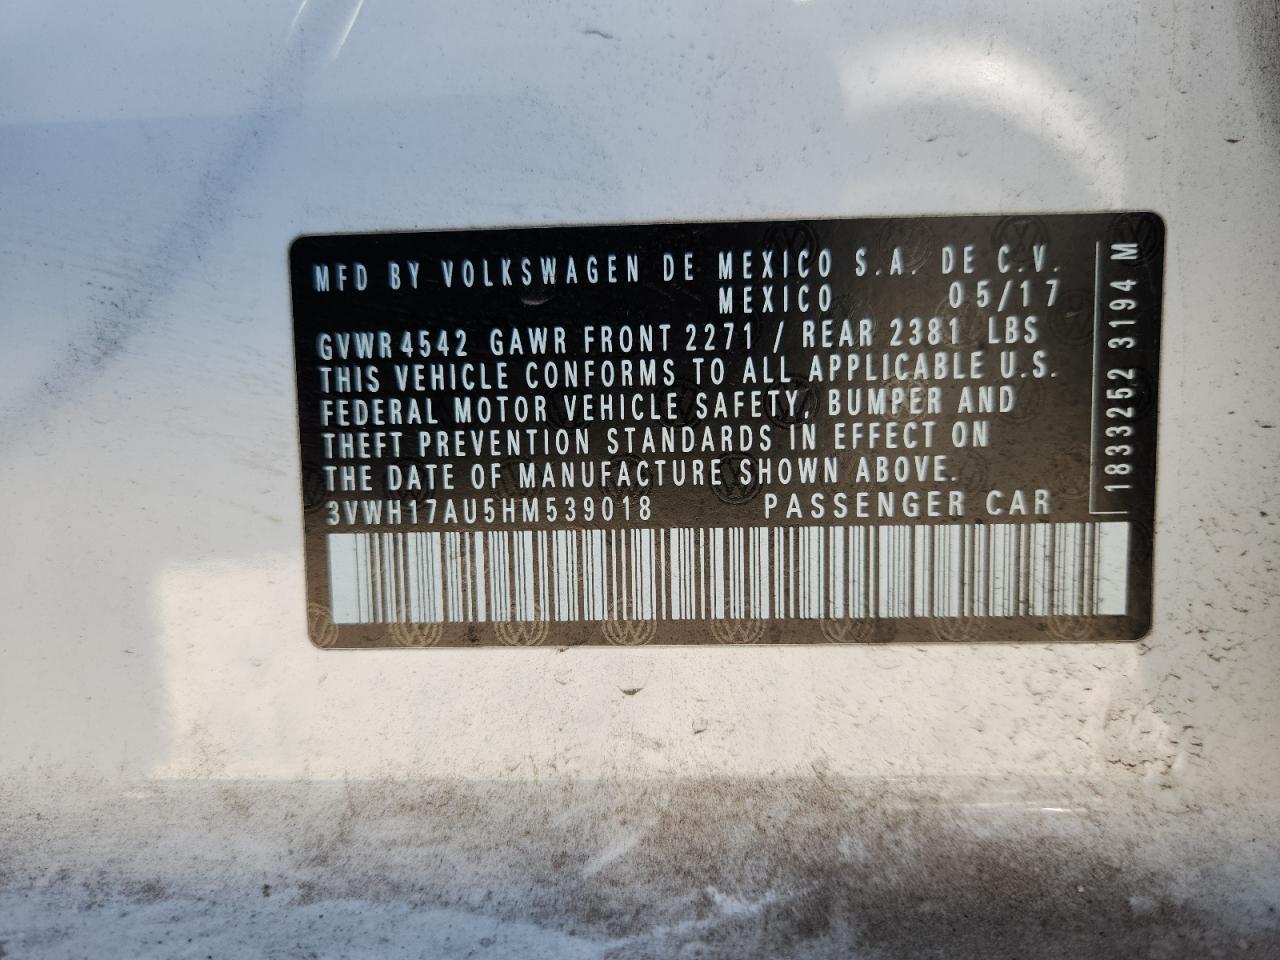 MFD BY VOLKSWAGEN DE MEXICO S.A. DE C.V.
MEXICO 05/17
GVWR 4542 GAWR FRONT 2271 / REAR 2381 LBS
THIS VEHICLE CONFORMS TO ALL APPLICABLE U.S.
FEDERAL MOTOR VEHICLE SAFETY, BUMPER AND
THEFT PREVENTION STANDARDS IN EFFECT ON
THE DATE OF MANUFACTURE SHOWN ABOVE.
3VWH17AU5HM539018 PASSENGER CAR
1833252 3194 M